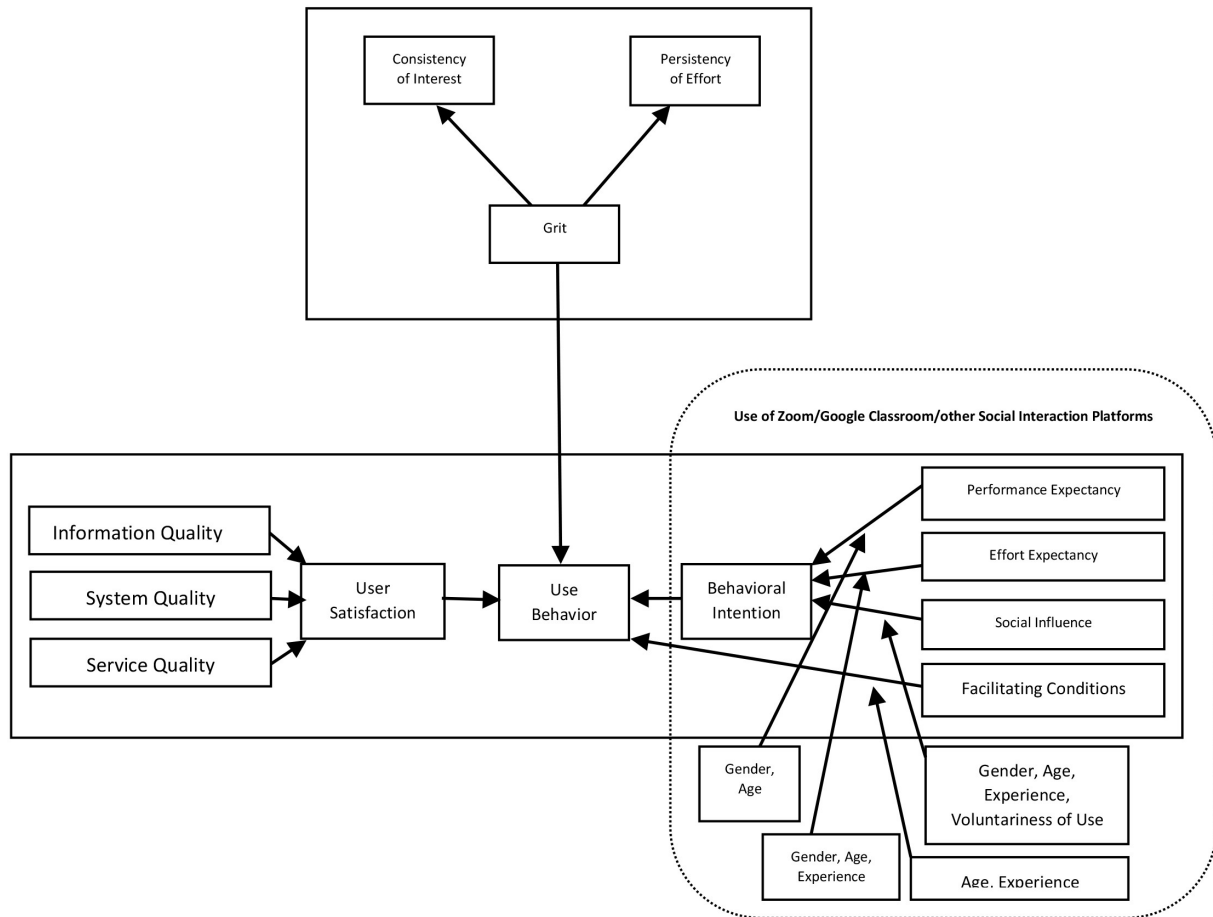 Consistency
of Interest
Persistency
of Effort
Grit
Use of Zoom/Google Classroom/other Social Interaction Platforms
Performance Expectancy
Information Quality
Effort Expectancy
System Quality
User
Satisfaction
Use
Behavior
Behavioral
Intention
Social Influence
Service Quality
Facilitating Conditions
Gender,
Age
Gender, Age,
Experience,
Voluntariness of Use
Gender, Age,
Experience
Age, Experience